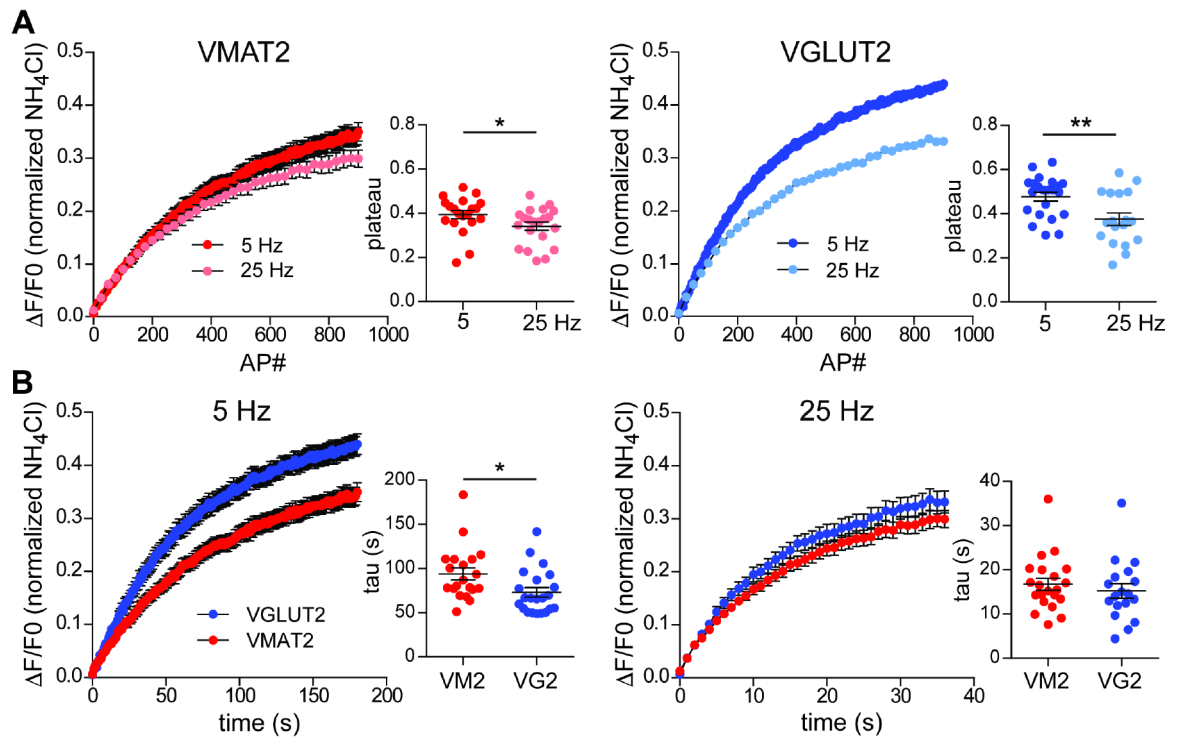 A
VMAT2
ΔF/F0 (normalized NH4Cl)
0.5
0.4
0.3
0.2
0.1
0.0
0 200 400 600 800 1000
AP#
5 Hz
25 Hz
*
plateau
0.8
0.6
0.4
0.2
0.0
5 25 Hz
VGLUT2
ΔF/F0 (normalized NH4Cl)
0.5
0.4
0.3
0.2
0.1
0.0
0 200 400 600 800 1000
AP#
5 Hz
25 Hz
**
plateau
0.8
0.6
0.4
0.2
0.0
5 25 Hz
B
5 Hz
ΔF/F0 (normalized NH4Cl)
0.5
0.4
0.3
0.2
0.1
0.0
0 50 100 150 200
time (s)
VGLUT2
VMAT2
*
tau (s)
200
150
100
50
0
VM2 VG2
25 Hz
ΔF/F0 (normalized NH4Cl)
0.5
0.4
0.3
0.2
0.1
0.0
0 10 20 30 40
time (s)
tau (s)
40
30
20
10
0
VM2 VG2